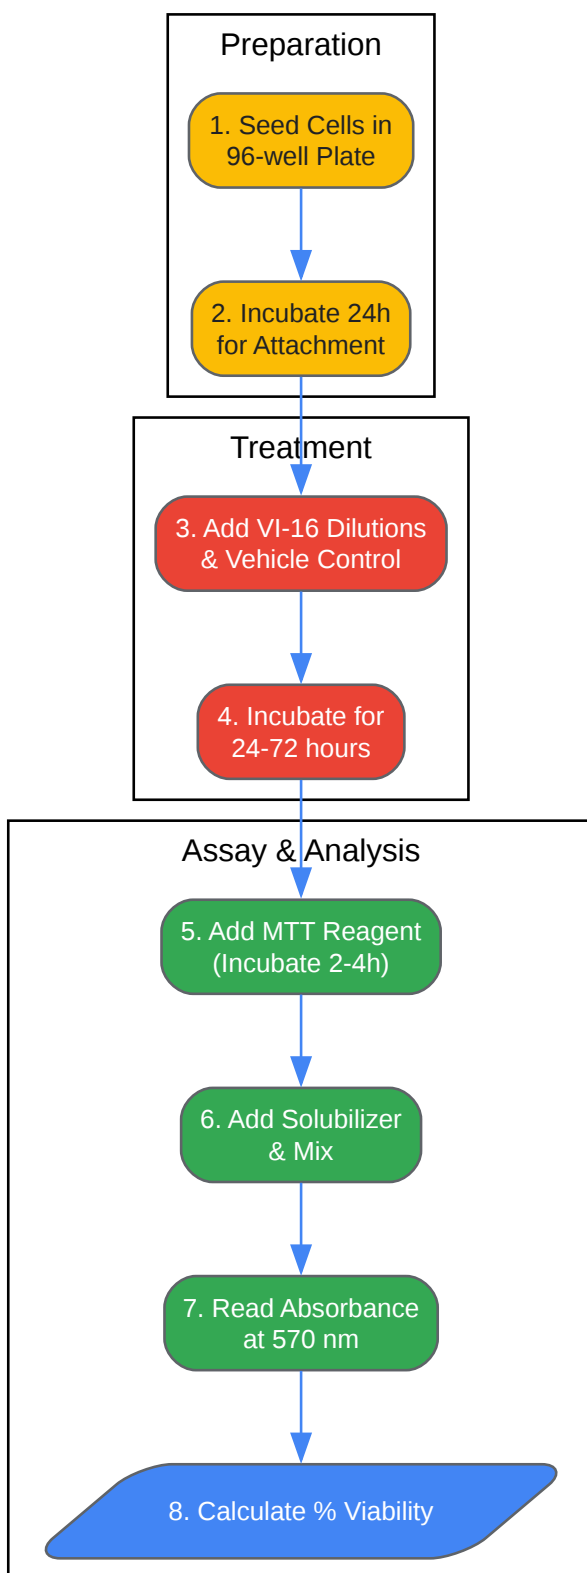 Preparation
1. Seed Cells in
96-well Plate
2. Incubate 24h
for Attachment
Treatment
3. Add VI-16 Dilutions
& Vehicle Control
4. Incubate for
24-72 hours
Assay & Analysis
5. Add MTT Reagent
(Incubate 2-4h)
6. Add Solubilizer
& Mix
7. Read Absorbance
at 570 nm
8. Calculate % Viability